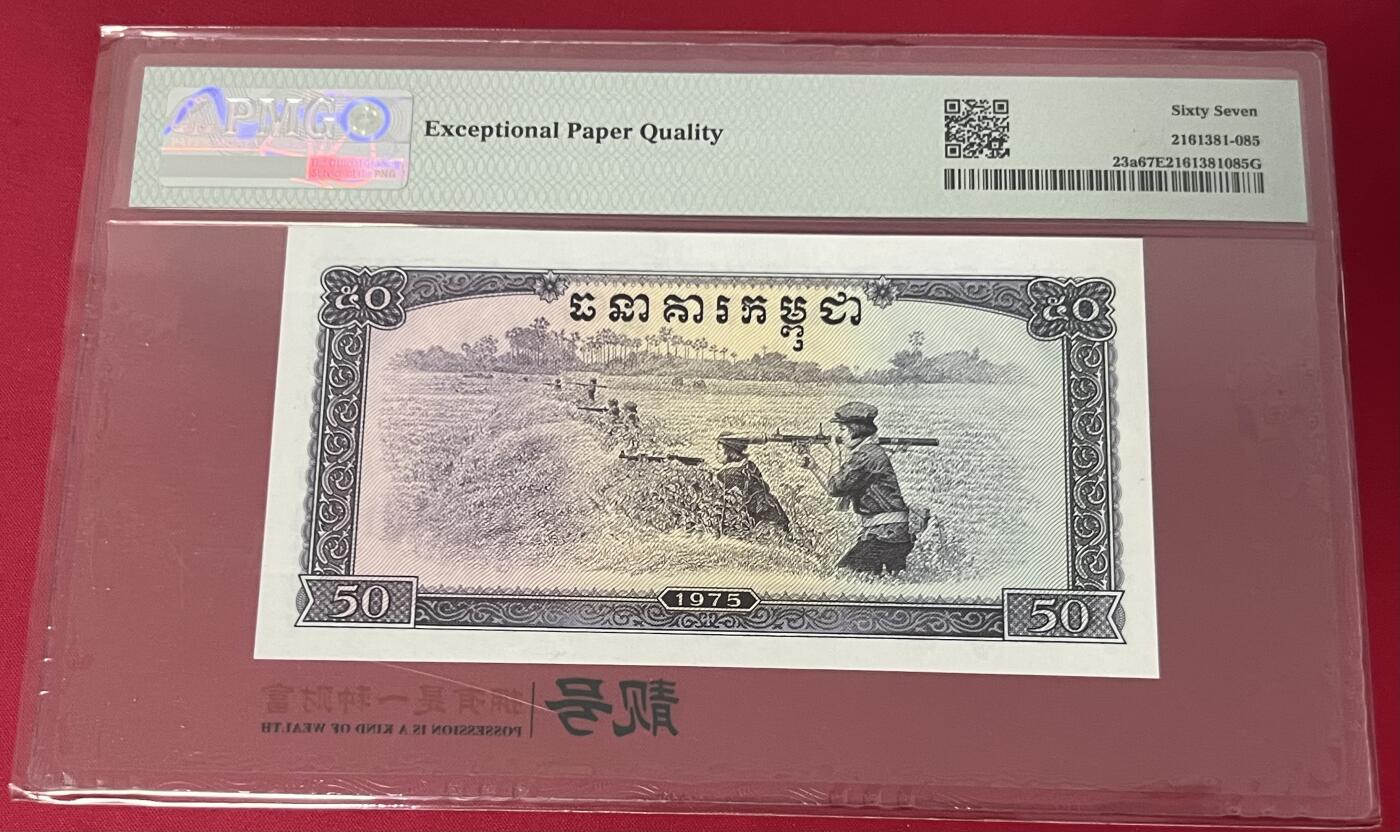 PMG
Exceptional Paper Quality
Sixty Seven
2161381-085
23a67E2161381085G
៥០
ធនាគារកម្ពុជា
៥០
50
1975
50
靓号
拥有是一种财富
POSSESSION IS A KIND OF WEALTH